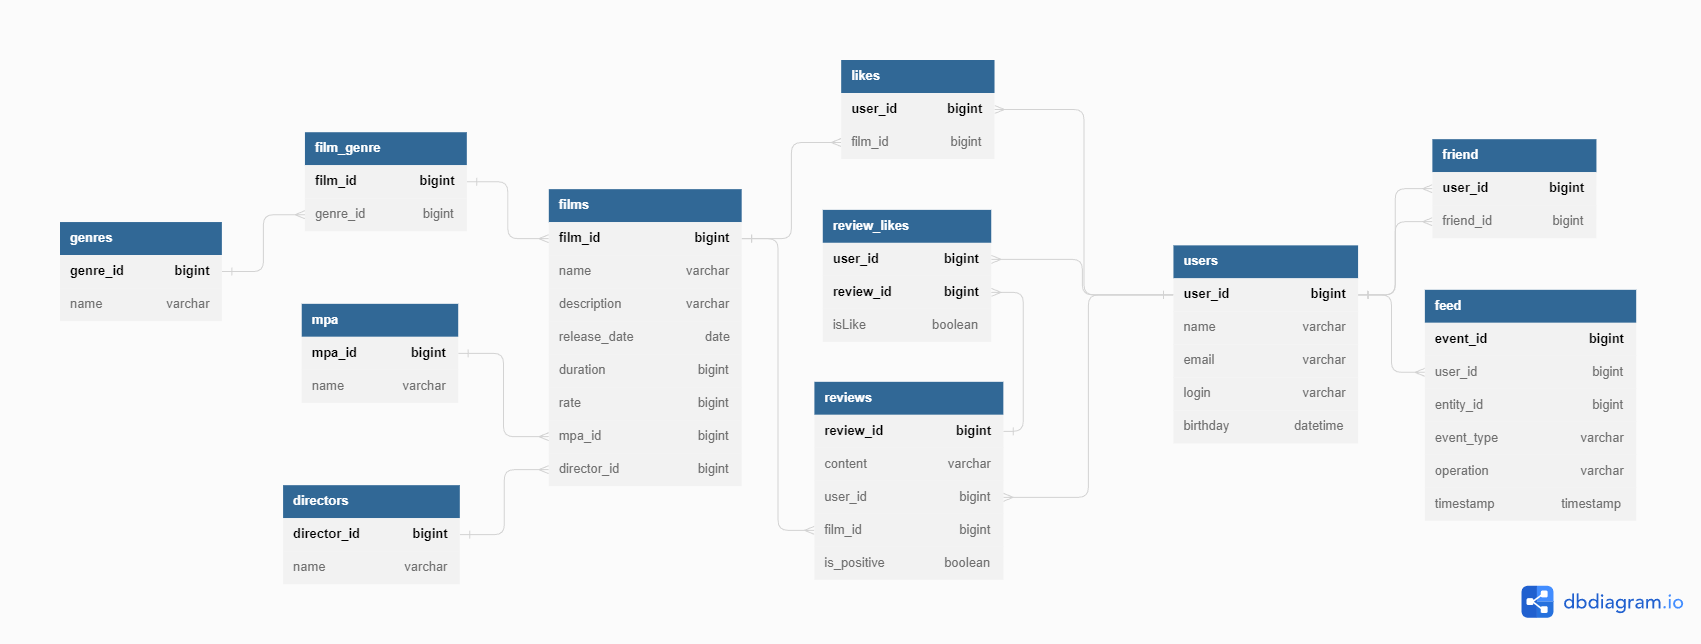 genres
genre_id bigint
name varchar
film_genre
film_id bigint
genre_id bigint
mpa
mpa_id bigint
name varchar
directors
director_id bigint
name varchar
films
film_id bigint
name varchar
description varchar
release_date date
duration bigint
rate bigint
mpa_id bigint
director_id bigint
likes
user_id bigint
film_id bigint
review_likes
user_id bigint
review_id bigint
isLike boolean
reviews
review_id bigint
content varchar
user_id bigint
film_id bigint
is_positive boolean
users
user_id bigint
name varchar
email varchar
login varchar
birthday datetime
friend
user_id bigint
friend_id bigint
feed
event_id bigint
user_id bigint
entity_id bigint
event_type varchar
operation varchar
timestamp timestamp
dbdiagram.io